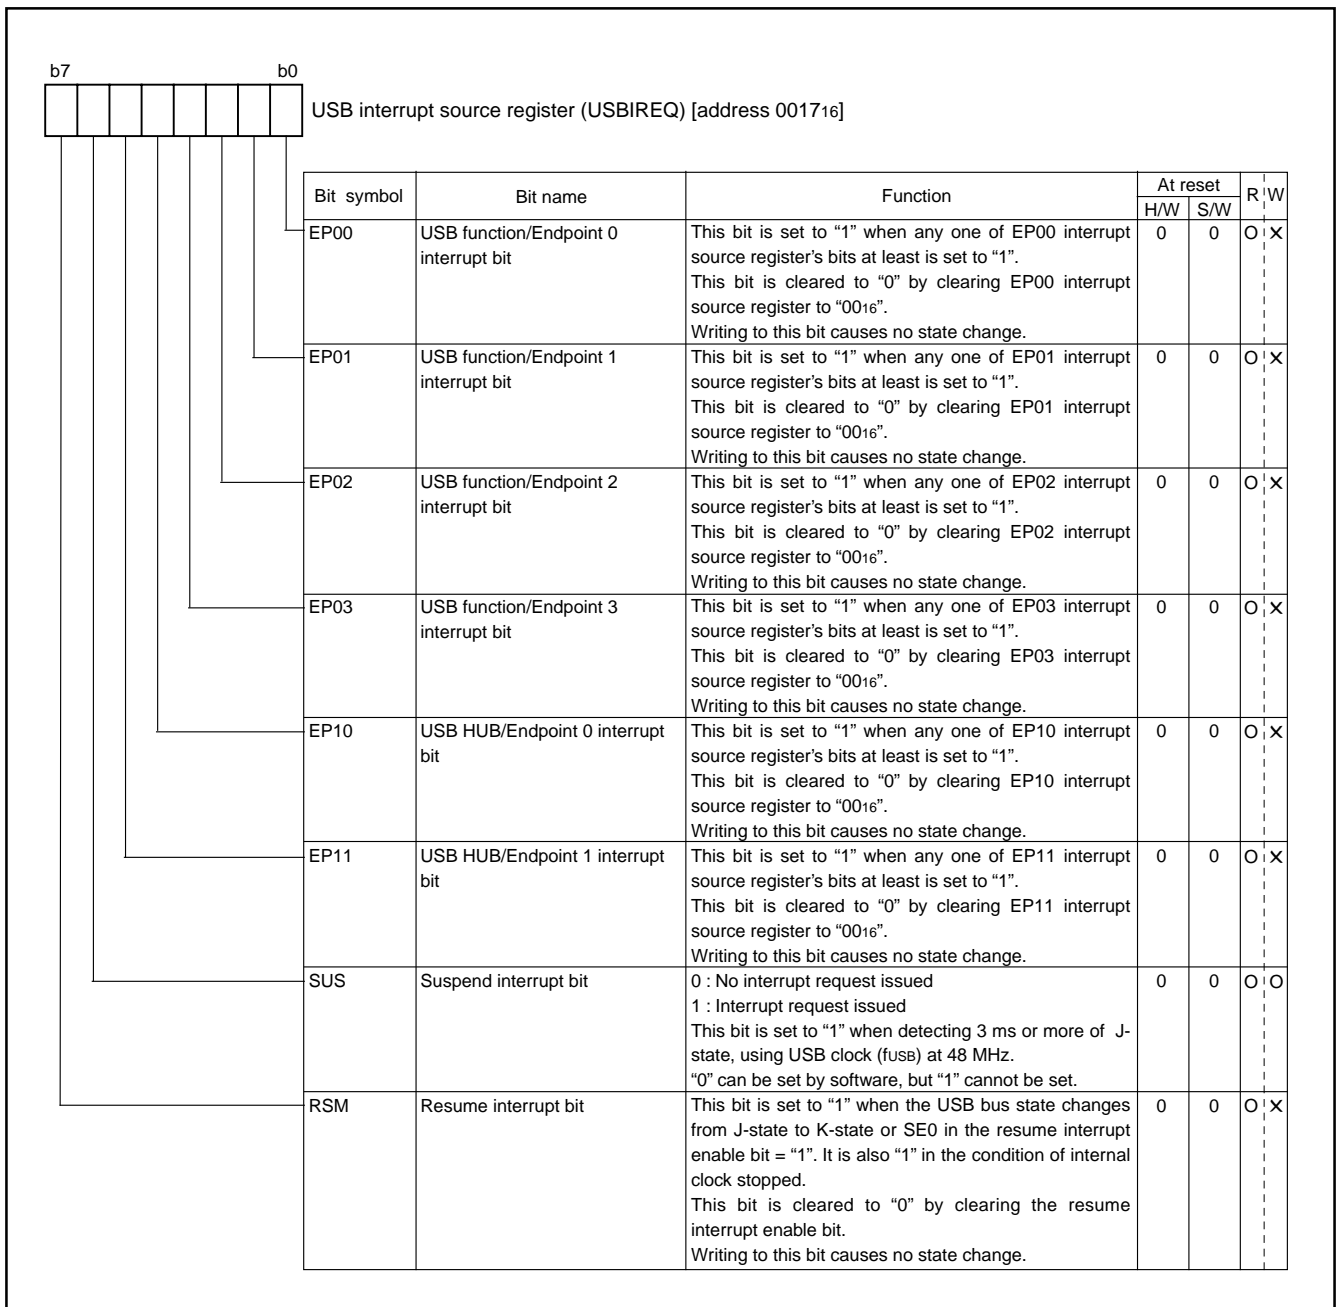 b7 b0
USB interrupt source register (USBIREQ) [address 001716]
Bit symbol Bit name Function At reset R W
H/W S/W
EP00 USB function/Endpoint 0 This bit is set to “1” when any one of EP00 interrupt 0 0 O ×
interrupt bit source register’s bits at least is set to “1”.
This bit is cleared to “0” by clearing EP00 interrupt
source register to “0016”.
Writing to this bit causes no state change.
EP01 USB function/Endpoint 1 This bit is set to “1” when any one of EP01 interrupt 0 0 O ×
interrupt bit source register’s bits at least is set to “1”.
This bit is cleared to “0” by clearing EP01 interrupt
source register to “0016”.
Writing to this bit causes no state change.
EP02 USB function/Endpoint 2 This bit is set to “1” when any one of EP02 interrupt 0 0 O ×
interrupt bit source register’s bits at least is set to “1”.
This bit is cleared to “0” by clearing EP02 interrupt
source register to “0016”.
Writing to this bit causes no state change.
EP03 USB function/Endpoint 3 This bit is set to “1” when any one of EP03 interrupt 0 0 O ×
interrupt bit source register’s bits at least is set to “1”.
This bit is cleared to “0” by clearing EP03 interrupt
source register to “0016”.
Writing to this bit causes no state change.
EP10 USB HUB/Endpoint 0 interrupt This bit is set to “1” when any one of EP10 interrupt 0 0 O ×
bit source register’s bits at least is set to “1”.
This bit is cleared to “0” by clearing EP10 interrupt
source register to “0016”.
Writing to this bit causes no state change.
EP11 USB HUB/Endpoint 1 interrupt This bit is set to “1” when any one of EP11 interrupt 0 0 O ×
bit source register’s bits at least is set to “1”.
This bit is cleared to “0” by clearing EP11 interrupt
source register to “0016”.
Writing to this bit causes no state change.
SUS Suspend interrupt bit 0 : No interrupt request issued 0 0 O O
1 : Interrupt request issued
This bit is set to “1” when detecting 3 ms or more of J-
state, using USB clock (fUSB) at 48 MHz.
“0” can be set by software, but “1” cannot be set.
RSM Resume interrupt bit This bit is set to “1” when the USB bus state changes 0 0 O ×
from J-state to K-state or SE0 in the resume interrupt
enable bit = “1”. It is also “1” in the condition of internal
clock stopped.
This bit is cleared to “0” by clearing the resume
interrupt enable bit.
Writing to this bit causes no state change.